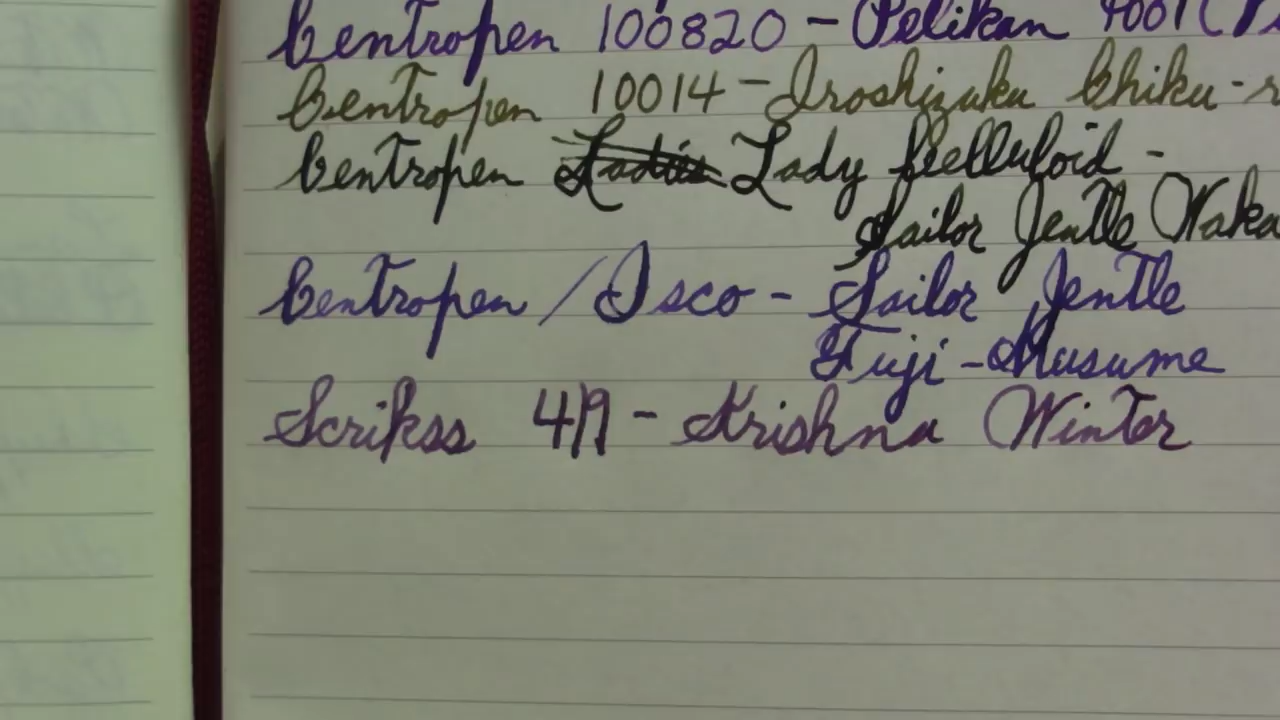 Centropen 100820 - Pelikan 4001 (
Centropen 10014 - Iroshizuku Chiku-r
Centropen Lady Celluloid -
Sailor Jentle Waka
Centropen / Isco - Sailor Jentle
Fuji-Musume
Scrikss 419 - Krishna Winter